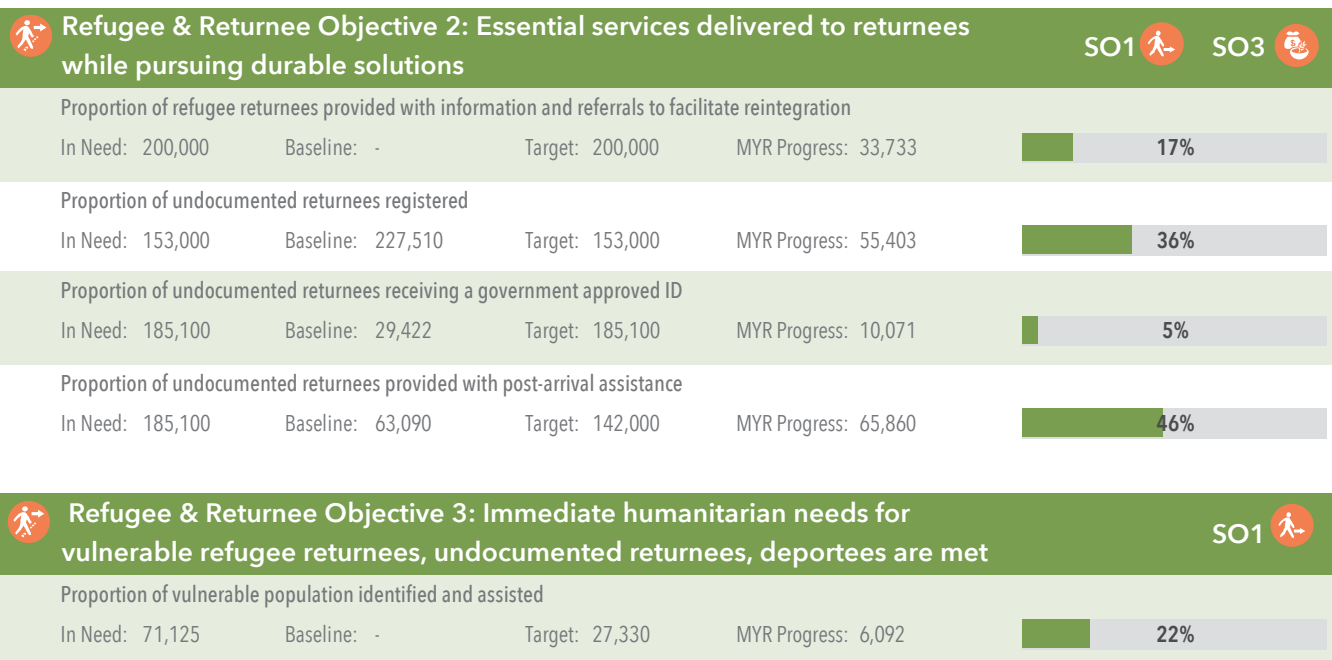 Refugee & Returnee Objective 2: Essential services delivered to returnees
while pursuing durable solutions
SO1 SO3
Proportion of refugee returnees provided with information and referrals to facilitate reintegration
In Need: 200,000 Baseline: - Target: 200,000 MYR Progress: 33,733 17%
Proportion of undocumented returnees registered
In Need: 153,000 Baseline: 227,510 Target: 153,000 MYR Progress: 55,403 36%
Proportion of undocumented returnees receiving a government approved ID
In Need: 185,100 Baseline: 29,422 Target: 185,100 MYR Progress: 10,071 5%
Proportion of undocumented returnees provided with post-arrival assistance
In Need: 185,100 Baseline: 63,090 Target: 142,000 MYR Progress: 65,860 46%
Refugee & Returnee Objective 3: Immediate humanitarian needs for
vulnerable refugee returnees, undocumented returnees, deportees are met
SO1
Proportion of vulnerable population identified and assisted
In Need: 71,125 Baseline: - Target: 27,330 MYR Progress: 6,092 22%